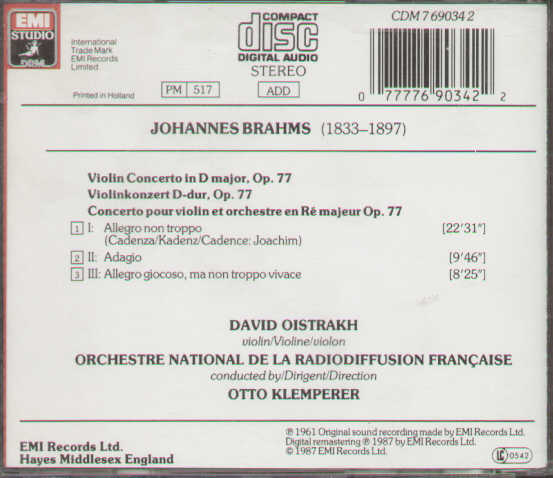 EMI
STUDIO
DRM
International
Trade Mark
EMI Records
Limited
Printed in Holland
COMPACT
disc
DIGITAL AUDIO
STEREO
PM 517
ADD
CDM 7 69034 2
0 77776 90342 2
JOHANNES BRAHMS (1833–1897)
Violin Concerto in D major, Op. 77
Violinkonzert D-dur, Op. 77
Concerto pour violin et orchestre en Ré majeur Op. 77
1 I: Allegro non troppo [22'31"]
(Cadenza/Kadenz/Cadence: Joachim)
2 II: Adagio [9'46"]
3 III: Allegro giocoso, ma non troppo vivace [8'25"]
DAVID OISTRAKH
violin/Violine/violon
ORCHESTRE NATIONAL DE LA RADIODIFFUSION FRANÇAISE
conducted by/Dirigent/Direction
OTTO KLEMPERER
EMI Records Ltd.
Hayes Middlesex England
℗ 1961 Original sound recording made by EMI Records Ltd.
Digital remastering ℗ 1987 by EMI Records Ltd.
© 1987 EMI Records Ltd.
LC 0542